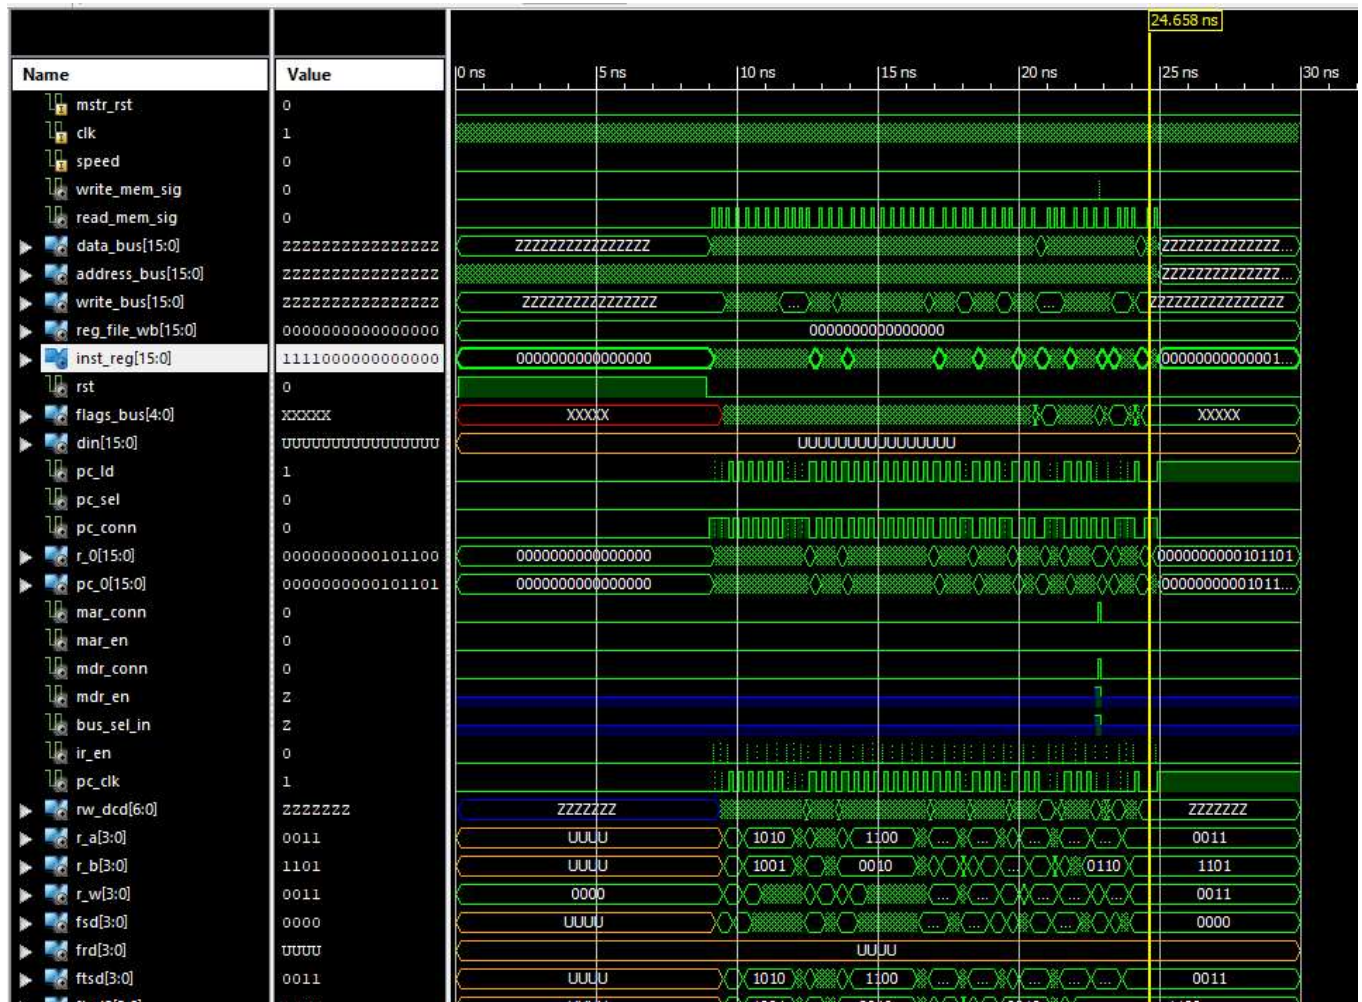 24.658 ns
Name Value 0 ns 5 ns 10 ns 15 ns 20 ns 25 ns 30 ns
mstr_rst 0
clk 1
speed 0
write_mem_sig 0
read_mem_sig 0
data_bus[15:0] ZZZZZZZZZZZZZZZZ ZZZZZZZZZZZZZZZZ ZZZZZZZZZZZZZZ...
address_bus[15:0] ZZZZZZZZZZZZZZZZ ZZZZZZZZZZZZZZ...
write_bus[15:0] ZZZZZZZZZZZZZZZZ ZZZZZZZZZZZZZZZZ ... ... ... ZZZZZZZZZZZZZZZZ
reg_file_wb[15:0] 0000000000000000 0000000000000000
inst_reg[15:0] 1111000000000000 0000000000000000 00000000000001...
rst 0
flags_bus[4:0] XXXXX XXXXX XXXXX
din[15:0] UUUUUUUUUUUUUUUU UUUUUUUUUUUUUUUU
pc_ld 1
pc_sel 0
pc_conn 0
r_0[15:0] 0000000000101100 0000000000000000 0000000000101101
pc_0[15:0] 0000000000101101 0000000000000000 00000000001011...
mar_conn 0
mar_en 0
mdr_conn 0
mdr_en Z
bus_sel_in Z
ir_en 0
pc_clk 1
rw_dcd[6:0] ZZZZZZZ ZZZZZZZ ZZZZZZZ
r_a[3:0] 0011 UUUU 1010 1100 ... ... ... ... ... 0011
r_b[3:0] 1101 UUUU 1001 0010 ... 0110 1101
r_w[3:0] 0011 0000 ... ... ... ... 0011
fsd[3:0] 0000 UUUU ... ... ... ... 0000
frd[3:0] UUUU UUUU
ftsd[3:0] 0011 UUUU 1010 1100 ... ... ... ... ... 0011